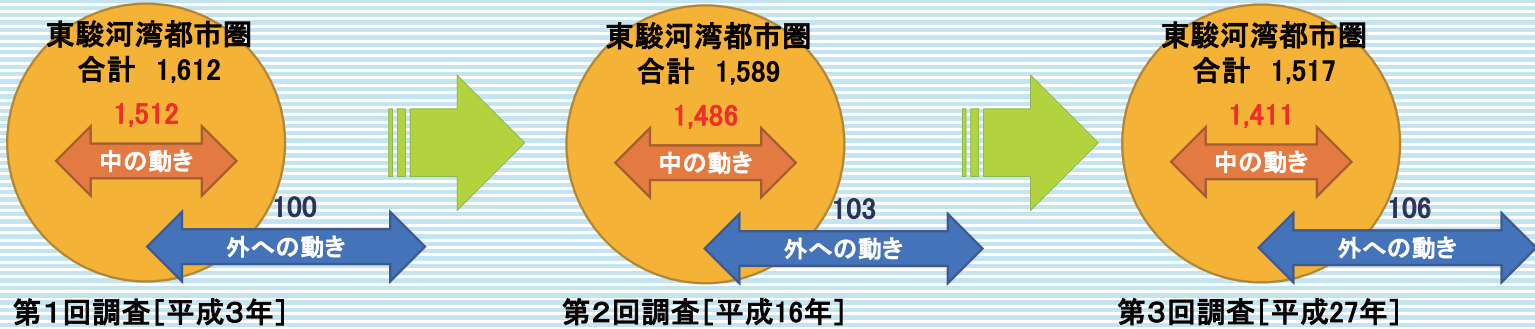 東駿河湾都市圏
合計 1,612
1,512
中の動き
100
外への動き
第1回調査[平成3年]
東駿河湾都市圏
合計 1,589
1,486
中の動き
103
外への動き
第2回調査[平成16年]
東駿河湾都市圏
合計 1,517
1,411
中の動き
106
外への動き
第3回調査[平成27年]